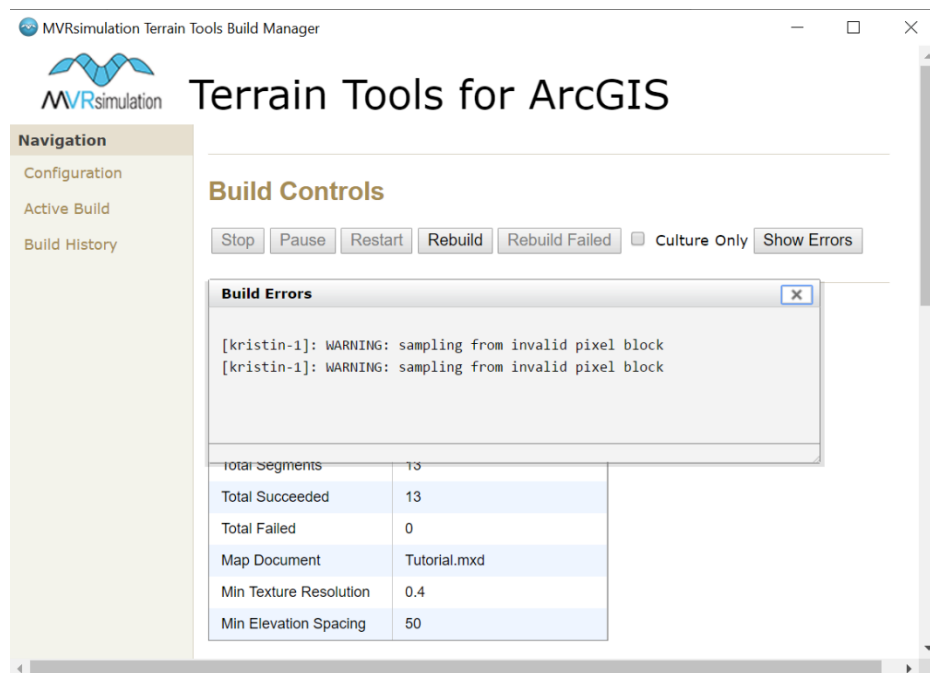 MVRsimulation Terrain Tools Build Manager
MVRsimulation
Terrain Tools for ArcGIS
Navigation
Configuration
Active Build
Build History
Build Controls
Stop Pause Restart Rebuild Rebuild Failed Culture Only Show Errors
Build Errors
[kristin-1]: WARNING: sampling from invalid pixel block
[kristin-1]: WARNING: sampling from invalid pixel block
Total Segments 13
Total Succeeded 13
Total Failed 0
Map Document Tutorial.mxd
Min Texture Resolution 0.4
Min Elevation Spacing 50